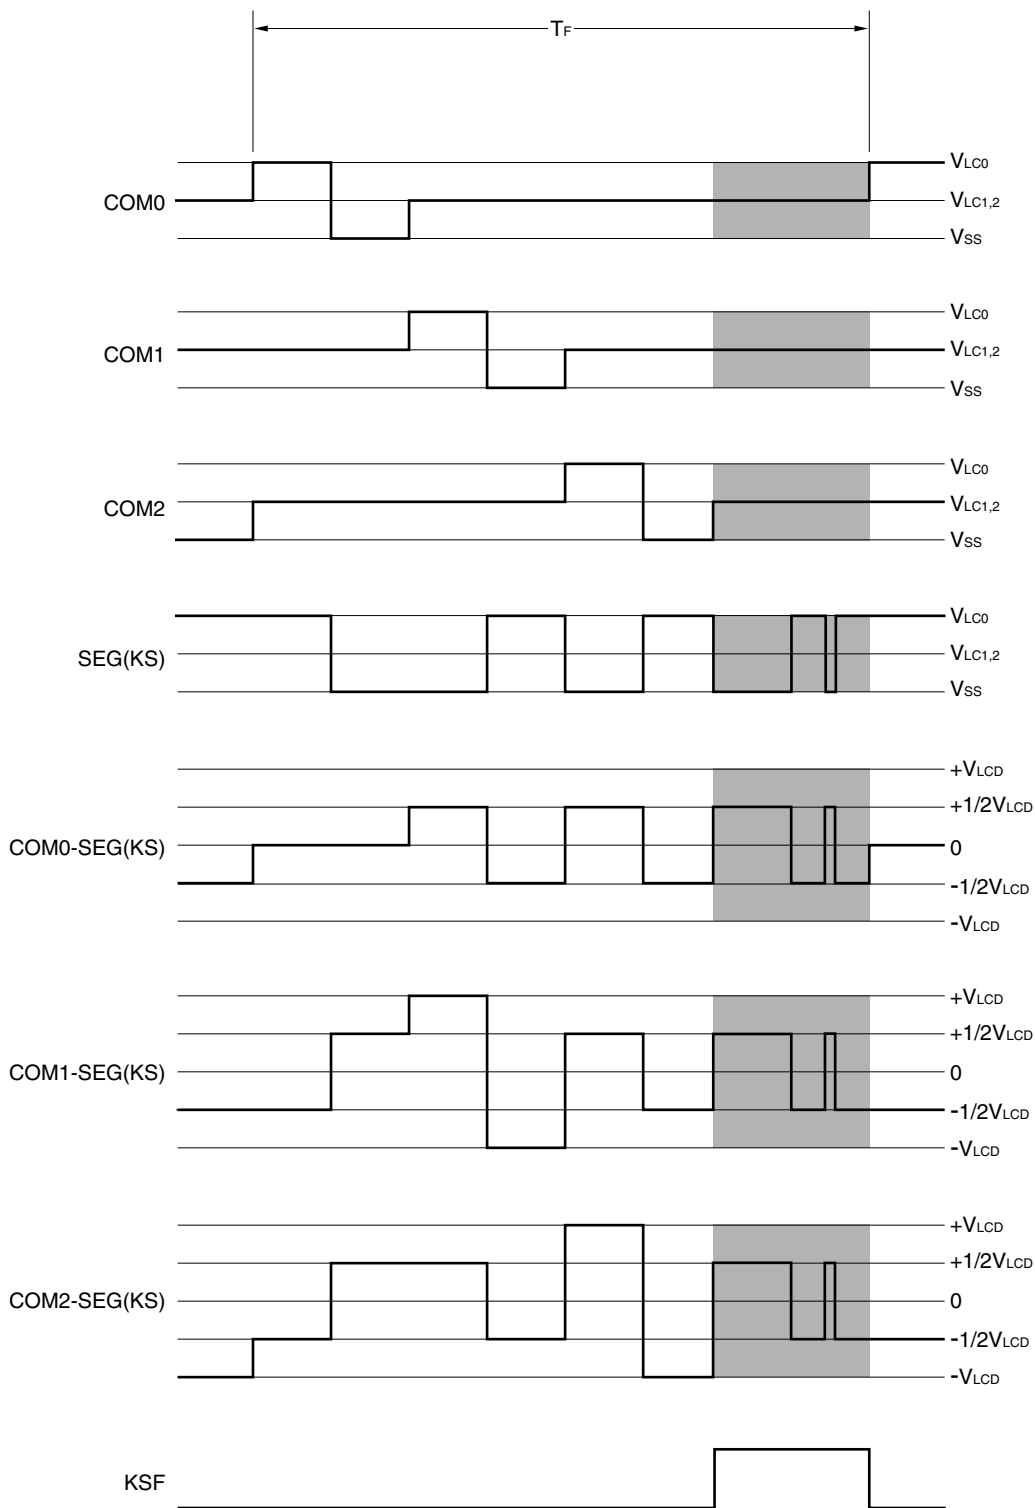 TF
COM0
VLC0
VLC1,2
VSS
COM1
VLC0
VLC1,2
VSS
COM2
VLC0
VLC1,2
VSS
SEG(KS)
VLC0
VLC1,2
VSS
COM0-SEG(KS)
+VLCD
+1/2VLCD
0
-1/2VLCD
-VLCD
COM1-SEG(KS)
+VLCD
+1/2VLCD
0
-1/2VLCD
-VLCD
COM2-SEG(KS)
+VLCD
+1/2VLCD
0
-1/2VLCD
-VLCD
KSF